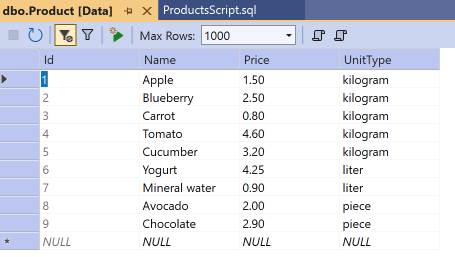 dbo.Product [Data] ProductsScript.sql
Max Rows: 1000
Id Name Price UnitType
1 Apple 1.50 kilogram
2 Blueberry 2.50 kilogram
3 Carrot 0.80 kilogram
4 Tomato 4.60 kilogram
5 Cucumber 3.20 kilogram
6 Yogurt 4.25 liter
7 Mineral water 0.90 liter
8 Avocado 2.00 piece
9 Chocolate 2.90 piece
NULL NULL NULL NULL